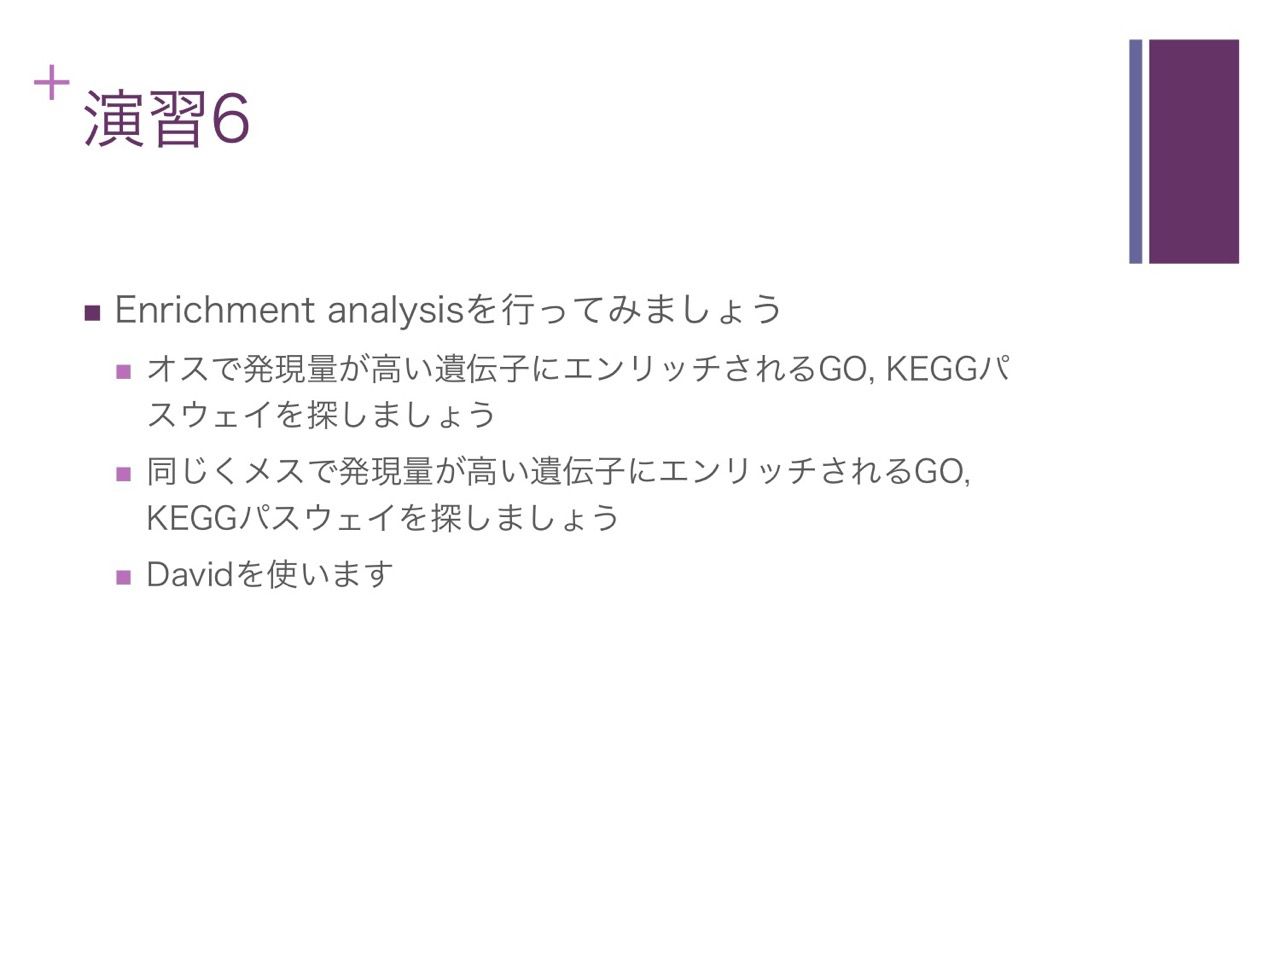 演習6
Enrichment analysisを行ってみましょう
オスで発現量が高い遺伝子にエンリッチされるGO, KEGGパ
スウェイを探しましょう
同じくメスで発現量が高い遺伝子にエンリッチされるGO,
KEGGパスウェイを探しましょう
Davidを使います